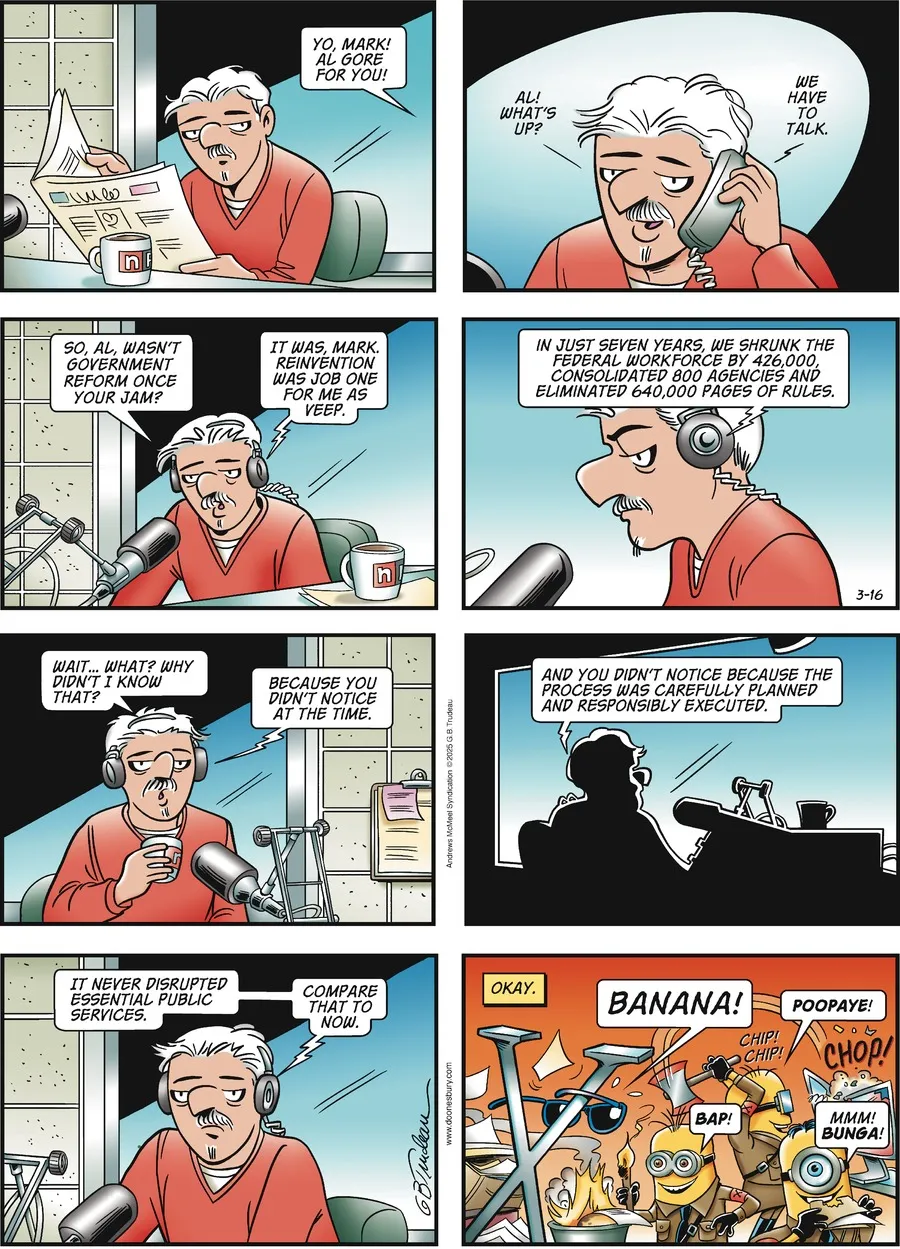 YO, MARK!
AL GORE
FOR YOU!
n
AL!
WHAT'S
UP?
WE
HAVE
TO
TALK.
SO, AL, WASN'T
GOVERNMENT
REFORM ONCE
YOUR JAM?
IT WAS, MARK.
REINVENTION
WAS JOB ONE
FOR ME AS
VEEP.
n
IN JUST SEVEN YEARS, WE SHRUNK THE
FEDERAL WORKFORCE BY 426,000,
CONSOLIDATED 800 AGENCIES AND
ELIMINATED 640,000 PAGES OF RULES.
3-16
WAIT... WHAT? WHY
DIDN'T I KNOW
THAT?
BECAUSE YOU
DIDN'T NOTICE
AT THE TIME.
Andrews McMeel Syndication ©2025 G.B.Trudeau
AND YOU DIDN'T NOTICE BECAUSE THE
PROCESS WAS CAREFULLY PLANNED
AND RESPONSIBLY EXECUTED.
IT NEVER DISRUPTED
ESSENTIAL PUBLIC
SERVICES.
COMPARE
THAT TO
NOW.
GBTrudeau
www.doonesbury.com
OKAY.
BANANA!
POOPAYE!
CHIP!
CHIP!
CHOP!
BAP!
MMM!
BUNGA!